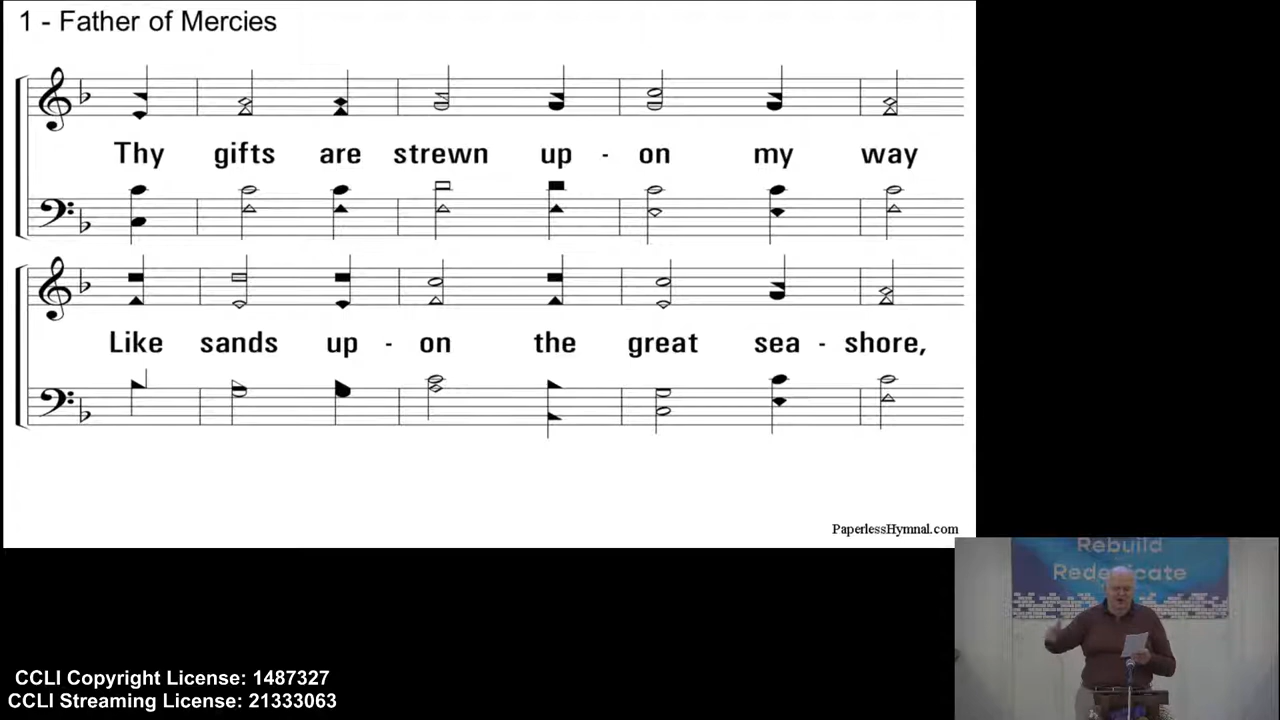 1 - Father of Mercies
Thy gifts are strewn up - on my way
Like sands up - on the great sea - shore,
PaperlessHymnal.com
Rebuild
Rededicate
CCLI Copyright License: 1487327
CCLI Streaming License: 21333063